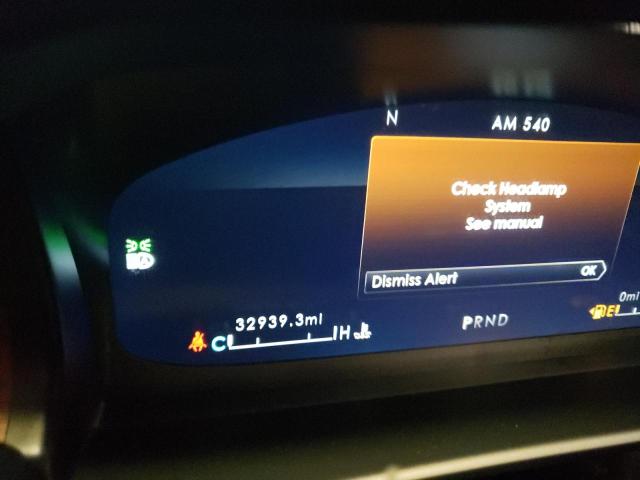 N
AM 540
Check Headlamp
System
See manual
Dismiss Alert
OK
32939.3mi
C
H
PRND
0mi
E